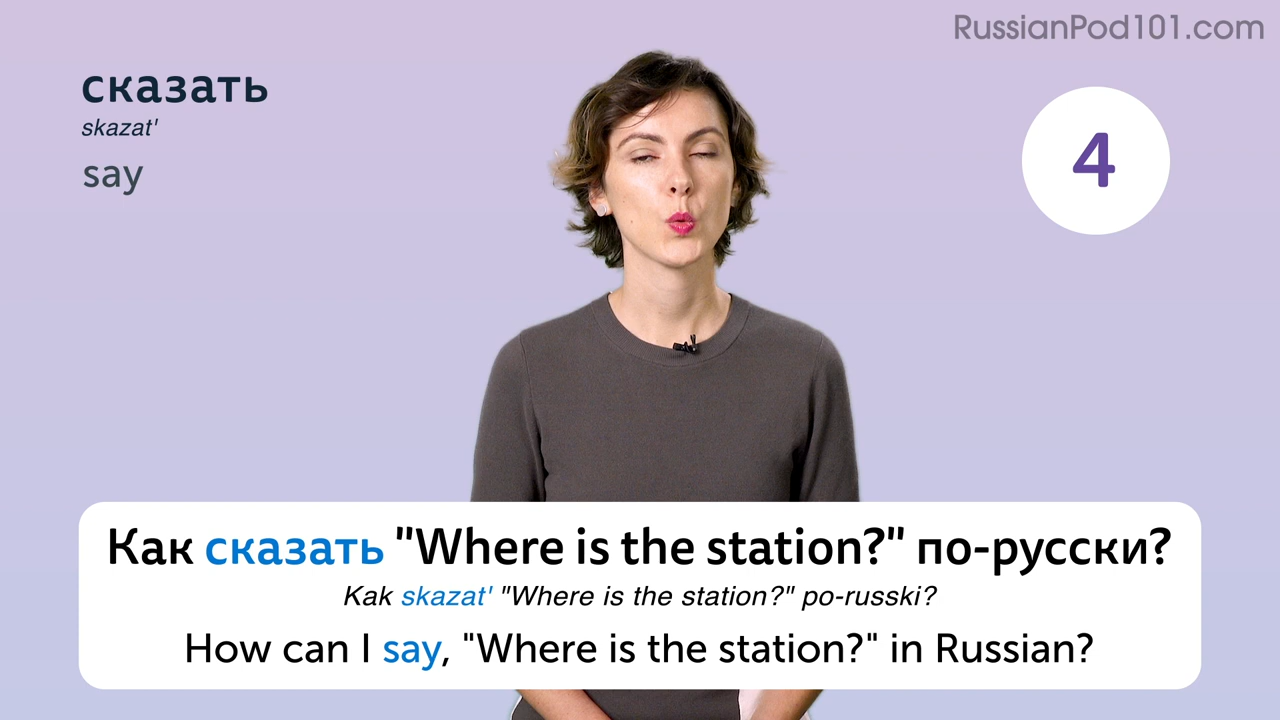 RussianPod101.com
сказать
skazat'
say
4
Как сказать "Where is the station?" по-русски?
Kak skazat' "Where is the station?" po-russki?
How can I say, "Where is the station?" in Russian?